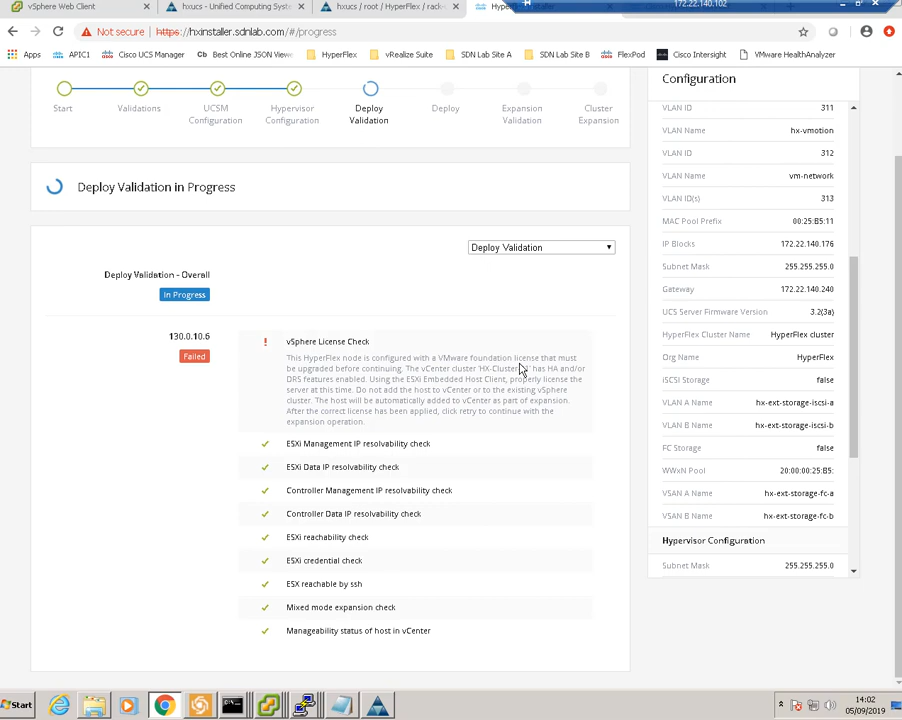 172.22.140.102
vSphere Web Client
hxucs - Unified Computing Syste
hxucs / root / HyperFlex / rack-
Not secure | https://hxinstaller.sdnlab.com/#/progress
Apps
APIC1
Cisco UCS Manager
Best Online JSON Viewer
HyperFlex
vRealize Suite
SDN Lab Site A
SDN Lab Site B
FlexPod
Cisco Intersight
VMware HealthAnalyzer
Start
Validations
UCSM
Configuration
Hypervisor
Configuration
Deploy
Validation
Deploy
Expansion
Validation
Cluster
Expansion
Deploy Validation in Progress
Deploy Validation
Deploy Validation - Overall
In Progress
130.0.10.6
Failed
vSphere License Check
This HyperFlex node is configured with a VMware foundation license that must
be upgraded before continuing. The vCenter cluster 'HX-Cluster has HA and/or
DRS features enabled. Using the ESXi Embedded Host Client, properly license the
server at this time. Do not add the host to vCenter or to the existing vSphere
cluster. The host will be automatically added to vCenter as part of expansion.
After the correct license has been applied, click retry to continue with the
expansion operation.
ESXi Management IP resolvability check
ESXi Data IP resolvability check
Controller Management IP resolvability check
Controller Data IP resolvability check
ESXi reachability check
ESXi credential check
ESX reachable by ssh
Mixed mode expansion check
Manageability status of host in vCenter
Configuration
VLAN ID 311
VLAN Name hx-vmotion
VLAN ID 312
VLAN Name vm-network
VLAN ID(s) 313
MAC Pool Prefix 00:25:B5:11
IP Blocks 172.22.140.176
Subnet Mask 255.255.255.0
Gateway 172.22.140.240
UCS Server Firmware Version 3.2(3a)
HyperFlex Cluster Name HyperFlex cluster
Org Name HyperFlex
iSCSI Storage false
VLAN A Name hx-ext-storage-iscsi-a
VLAN B Name hx-ext-storage-iscsi-b
FC Storage false
WWxN Pool 20:00:00:25:B5:
VSAN A Name hx-ext-storage-fc-a
VSAN B Name hx-ext-storage-fc-b
Hypervisor Configuration
Subnet Mask 255.255.255.0
Start
14:02
05/09/2019